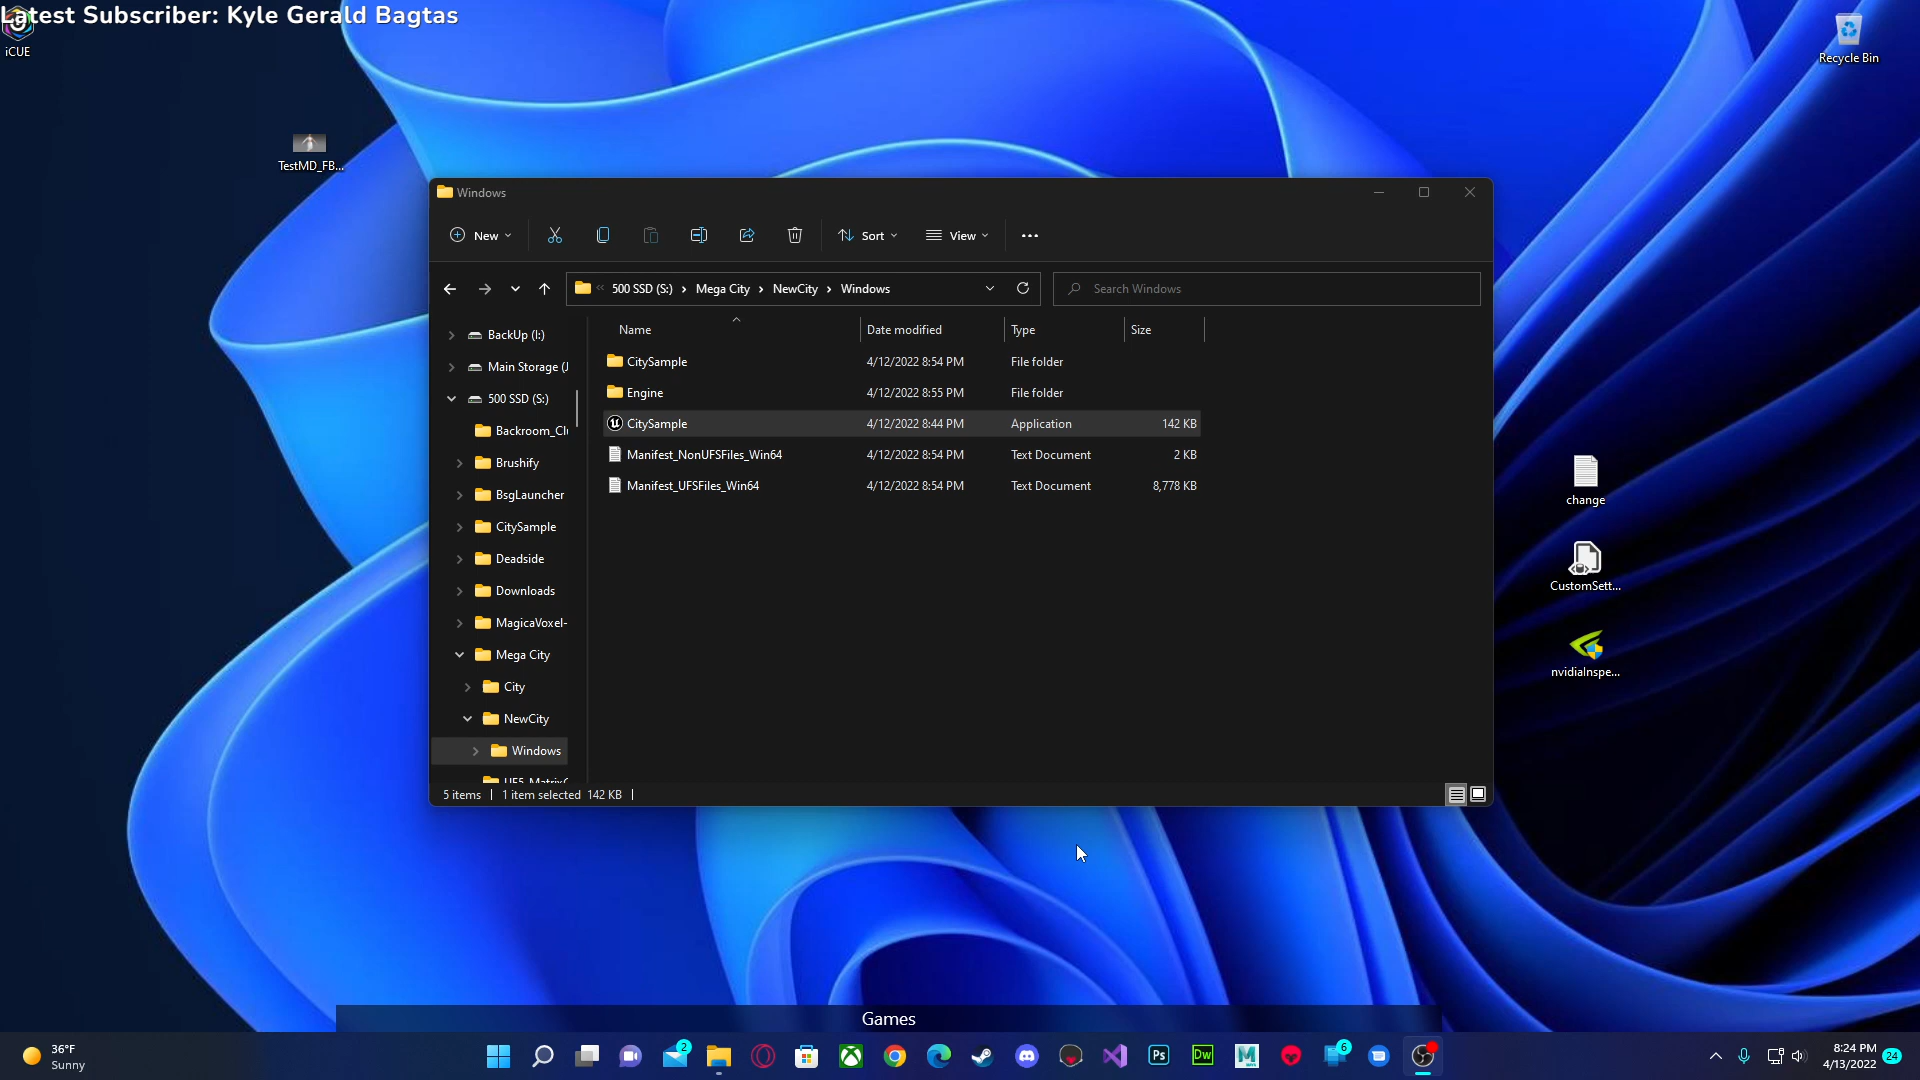 Latest Subscriber: Kyle Gerald Bagtas
iCUE
Recycle Bin
TestMD_FB...
Windows
New
Sort
View
500 SSD (S:)
Mega City
NewCity
Windows
Search Windows
Name
Date modified
Type
Size
BackUp (I:)
Main Storage (J
500 SSD (S:)
Backroom_Cl
Brushify
BsgLauncher
CitySample
Deadside
Downloads
MagicaVoxel-
Mega City
City
NewCity
Windows
CitySample 4/12/2022 8:54 PM File folder
Engine 4/12/2022 8:55 PM File folder
CitySample 4/12/2022 8:44 PM Application 142 KB
Manifest_NonUFSFiles_Win64 4/12/2022 8:54 PM Text Document 2 KB
Manifest_UFSFiles_Win64 4/12/2022 8:54 PM Text Document 8,778 KB
5 items
1 item selected 142 KB
change
CustomSett...
nvidiaInspe...
Games
36°F
Sunny
2
Ps
Dw
M
6
8:24 PM
4/13/2022
24